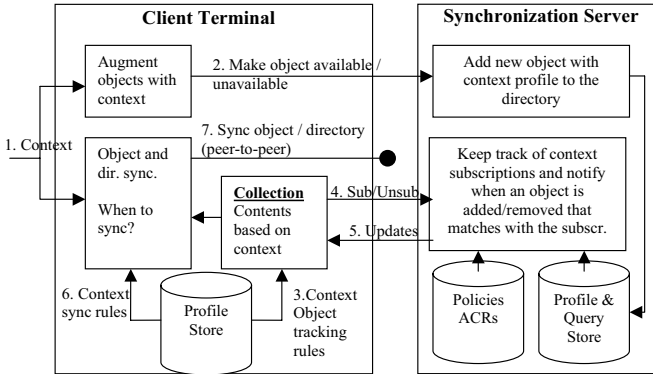 Client Terminal
Synchronization Server
Augment
objects with
context
2. Make object available /
unavailable
Add new object with
context profile to the
directory
1. Context
7. Sync object / directory
(peer-to-peer)
Object and
dir. sync.
When to
sync?
Collection
Contents
based on
context
4. Sub/Unsub
5. Updates
Keep track of context
subscriptions and notify
when an object is
added/removed that
matches with the subscr.
6. Context
sync rules
Profile
Store
3.Context
Object
tracking
rules
Policies
ACRs
Profile &
Query
Store